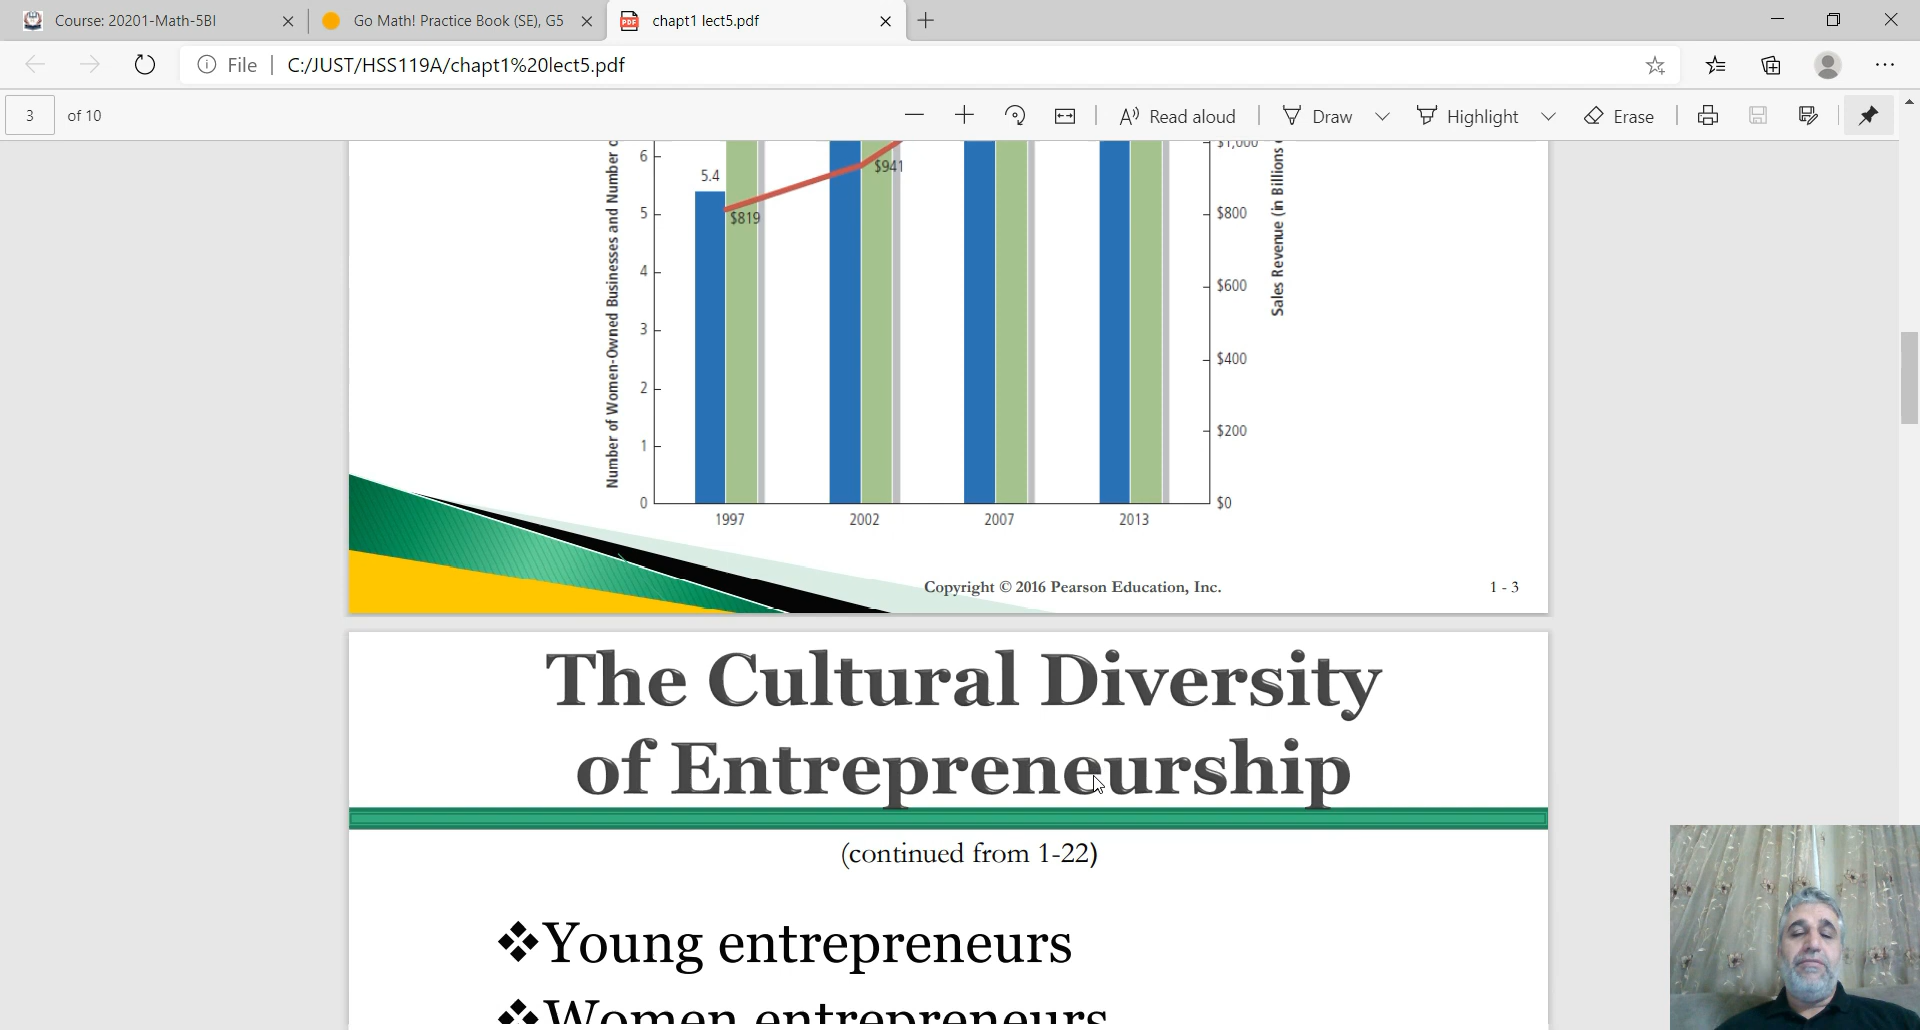 Course: 20201-Math-5BI
Go Math! Practice Book (SE), G5
chapt1 lect5.pdf
File
C:/JUST/HSS119A/chapt1%20lect5.pdf
3
of 10
Read aloud
Draw
Highlight
Erase
6
5.4
$941
$1,000
5
$819
$800
4
$600
3
$400
2
1
$200
0
$0
Number of Women-Owned Businesses and Number
Sales Revenue (in Billions
1997
2002
2007
2013
Copyright © 2016 Pearson Education, Inc.
1 - 3
The Cultural Diversity
of Entrepreneurship
(continued from 1-22)
❖Young entrepreneurs
❖Women entrepreneurs